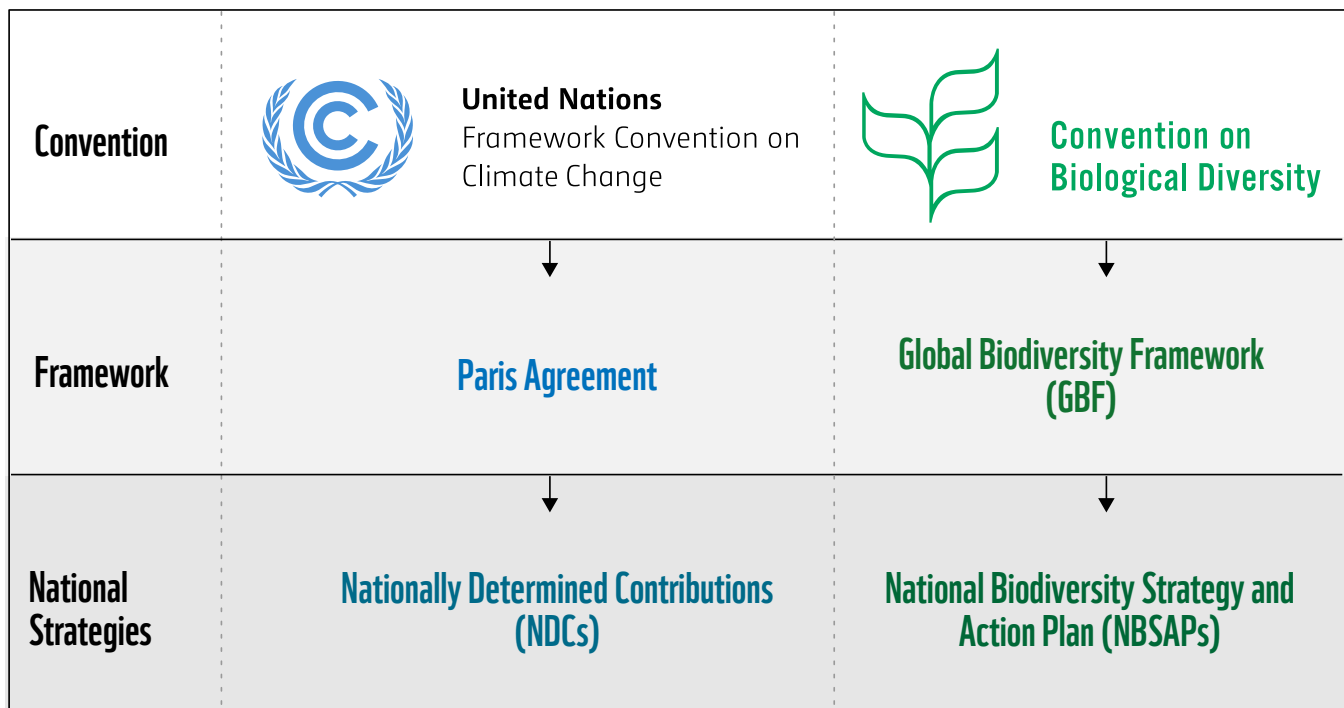 Convention
United Nations
Framework Convention on
Climate Change
Convention on
Biological Diversity
Framework
Paris Agreement
Global Biodiversity Framework
(GBF)
National
Strategies
Nationally Determined Contributions
(NDCs)
National Biodiversity Strategy and
Action Plan (NBSAPs)